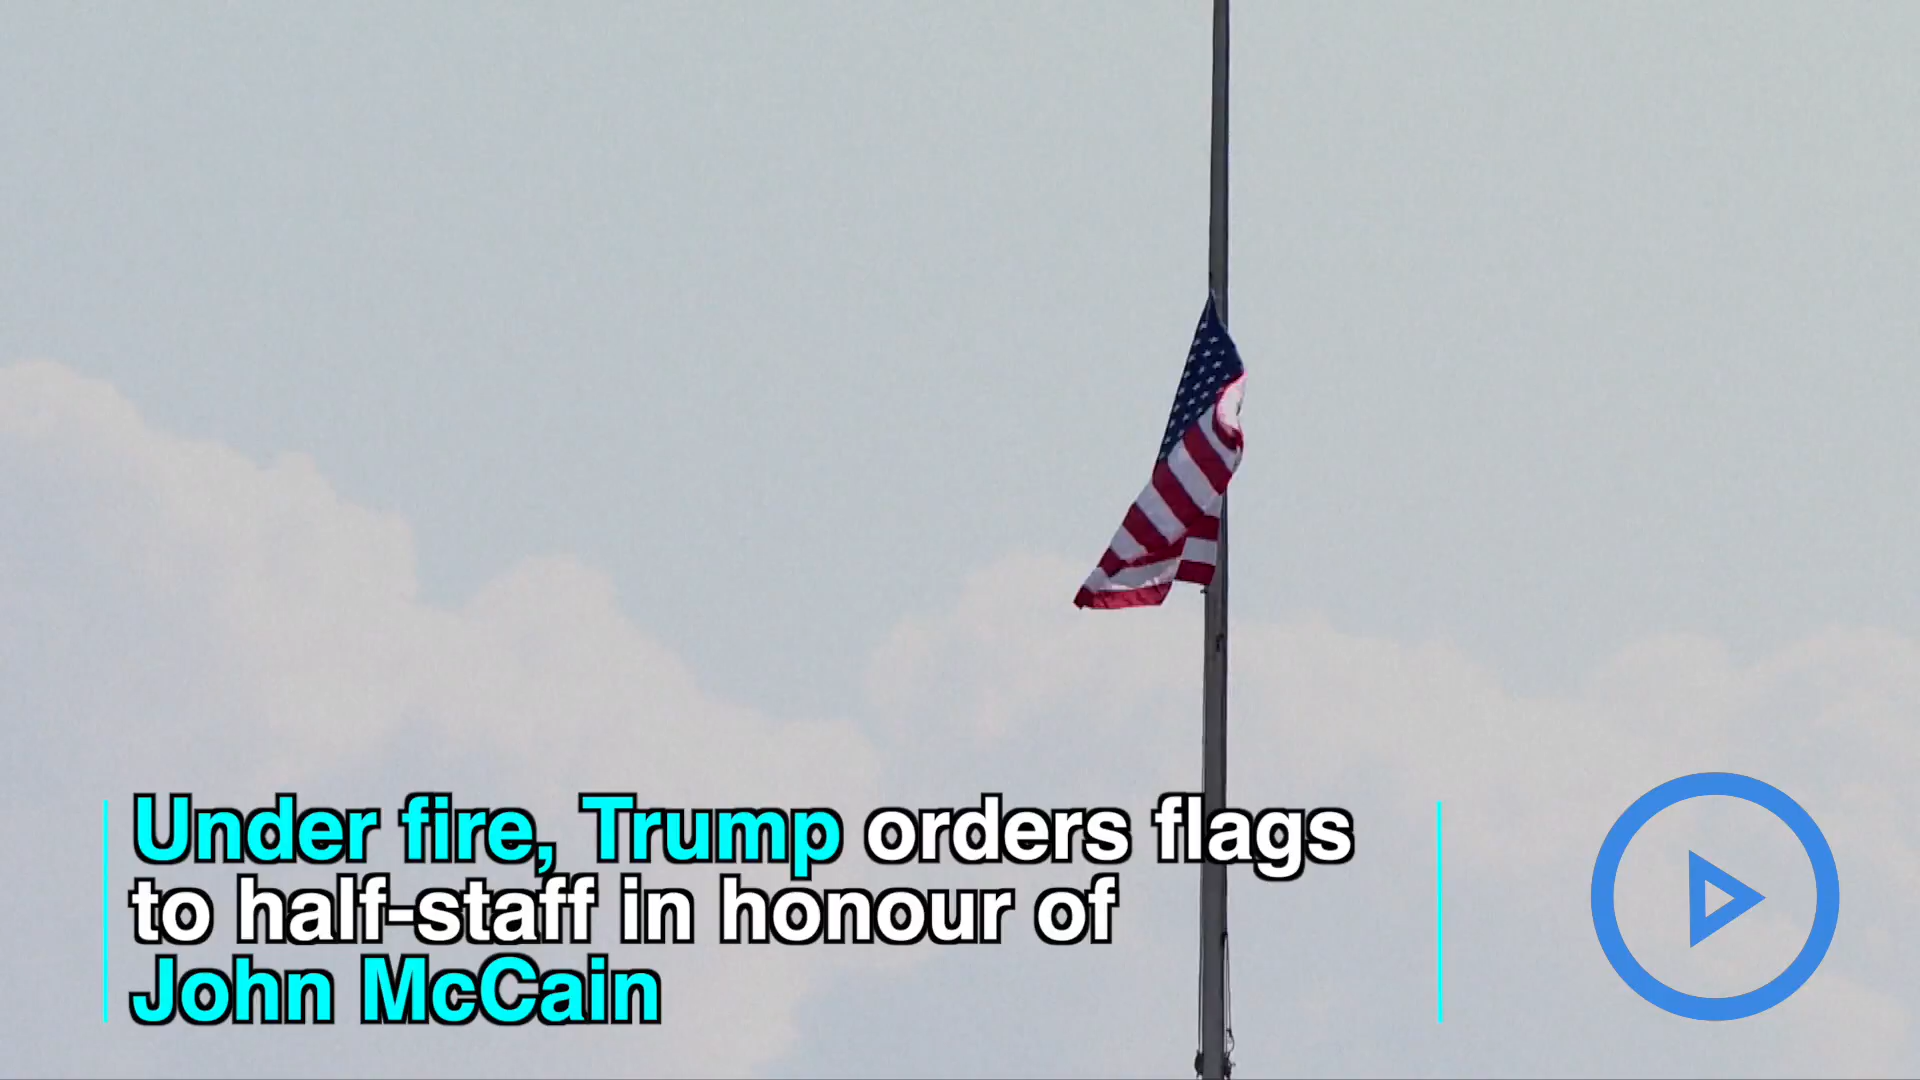 Under fire, Trump orders flags
to half-staff in honour of
John McCain